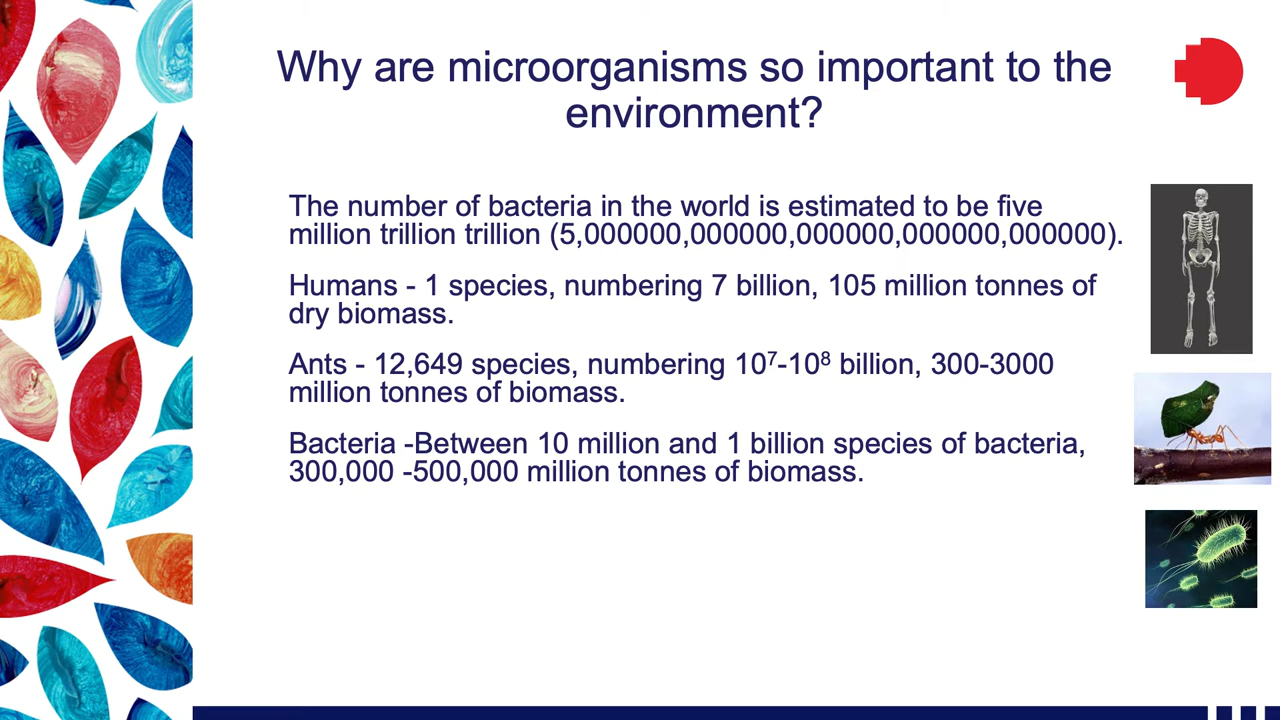 Why are microorganisms so important to the
environment?
The number of bacteria in the world is estimated to be five
million trillion trillion (5,000000,000000,000000,000000,000000).
Humans - 1 species, numbering 7 billion, 105 million tonnes of
dry biomass.
Ants - 12,649 species, numbering 10⁷-10⁸ billion, 300-3000
million tonnes of biomass.
Bacteria -Between 10 million and 1 billion species of bacteria,
300,000 -500,000 million tonnes of biomass.